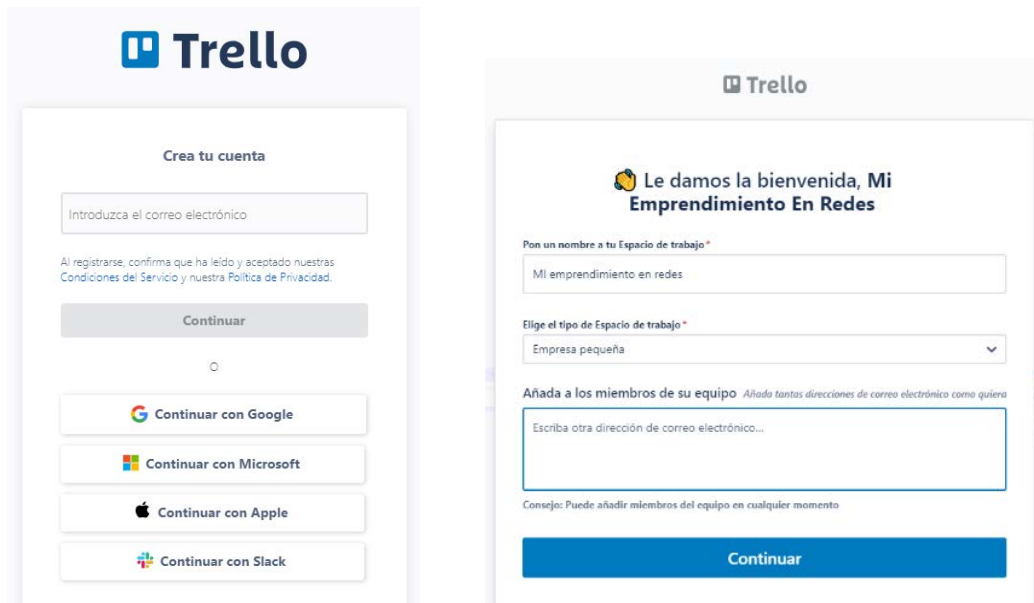 Trello
Crea tu cuenta
Introduzca el correo electrónico
Al registrarse, confirma que ha leído y aceptado nuestras
Condiciones del Servicio y nuestra Política de Privacidad.
Continuar
O
Continuar con Google
Continuar con Microsoft
Continuar con Apple
Continuar con Slack
Trello
Le damos la bienvenida, Mi
Emprendimiento En Redes
Pon un nombre a tu Espacio de trabajo*
MI emprendimiento en redes
Elige el tipo de Espacio de trabajo*
Empresa pequeña
Añada a los miembros de su equipo Añada tantas direcciones de correo electrónico como quiera
Escriba otra dirección de correo electrónico...
Consejo: Puede añadir miembros del equipo en cualquier momento
Continuar